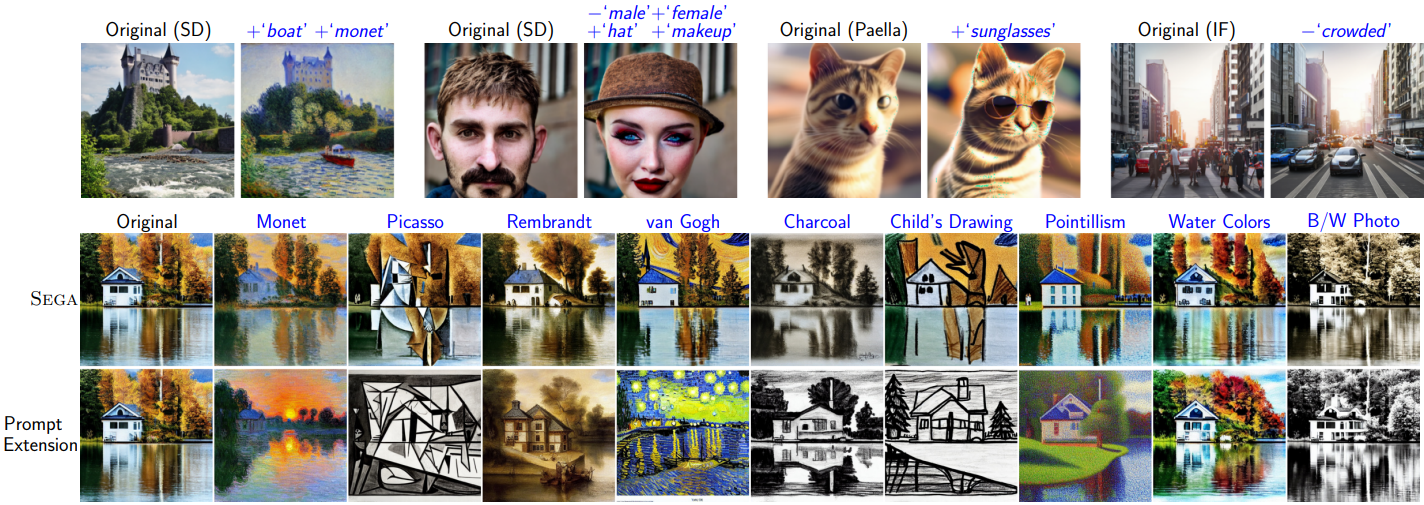 Original (SD)
+‘boat’ +‘monet’
Original (SD)
−‘male’+‘female’
+‘hat’ +‘makeup’
Original (Paella)
+‘sunglasses’
Original (IF)
−‘crowded’
Original
Monet
Picasso
Rembrandt
van Gogh
Charcoal
Child's Drawing
Pointillism
Water Colors
B/W Photo
SEGA
Prompt
Extension